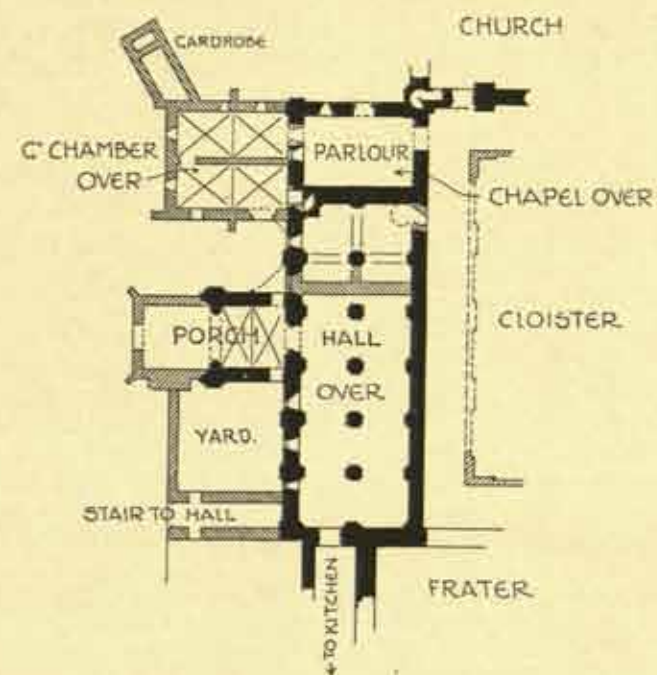 CHURCH
GARDROBE
Gᵗ CHAMBER
OVER
PARLOUR
CHAPEL OVER
PORCH
HALL
OVER
CLOISTER
YARD.
STAIR TO HALL
FRATER
TO KITCHEN